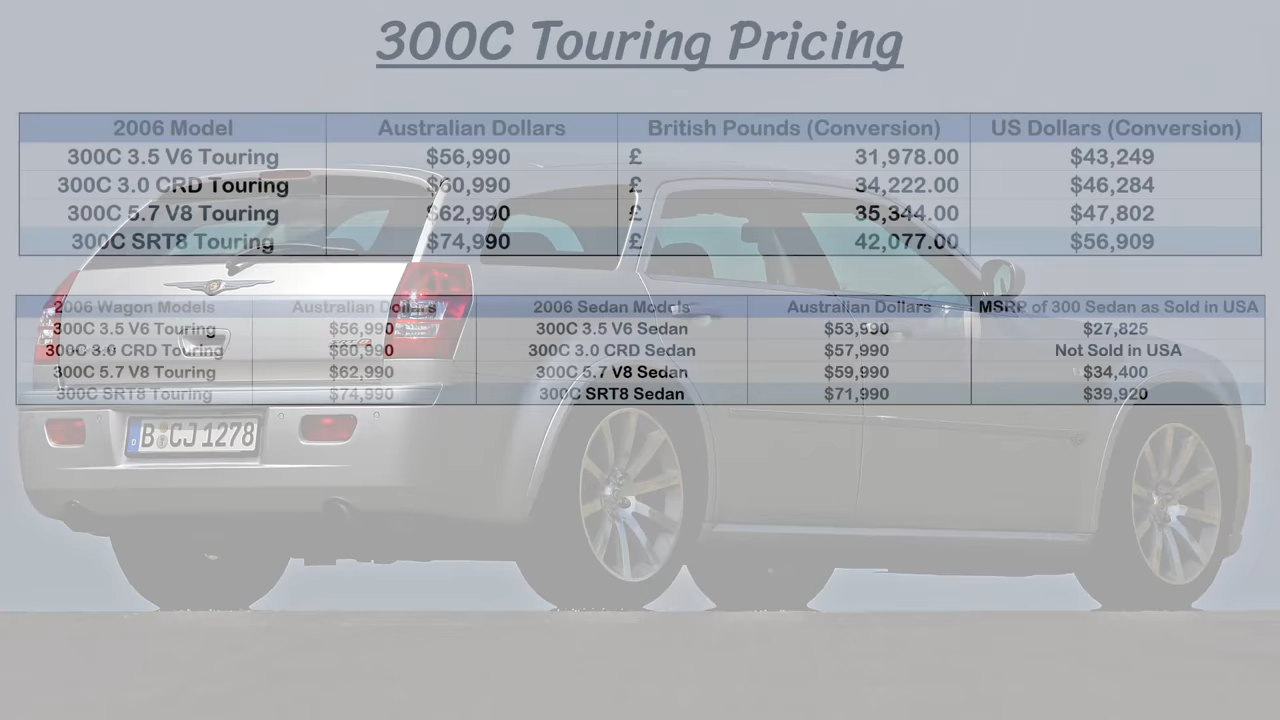 300C Touring Pricing
2006 Model Australian Dollars British Pounds (Conversion) US Dollars (Conversion)
300C 3.5 V6 Touring $56,990 £ 31,978.00 $43,249
300C 3.0 CRD Touring $60,990 £ 34,222.00 $46,284
300C 5.7 V8 Touring $62,990 £ 35,344.00 $47,802
300C SRT8 Touring $74,990 £ 42,077.00 $56,909
2006 Wagon Models Australian Dollars 2006 Sedan Models Australian Dollars MSRP of 300 Sedan as Sold in USA
300C 3.5 V6 Touring $56,990 300C 3.5 V6 Sedan $53,990 $27,825
300C 3.0 CRD Touring $60,990 300C 3.0 CRD Sedan $57,990 Not Sold in USA
300C 5.7 V8 Touring $62,990 300C 5.7 V8 Sedan $59,990 $34,400
300C SRT8 Touring $74,990 300C SRT8 Sedan $71,990 $39,920
D B CJ 1278